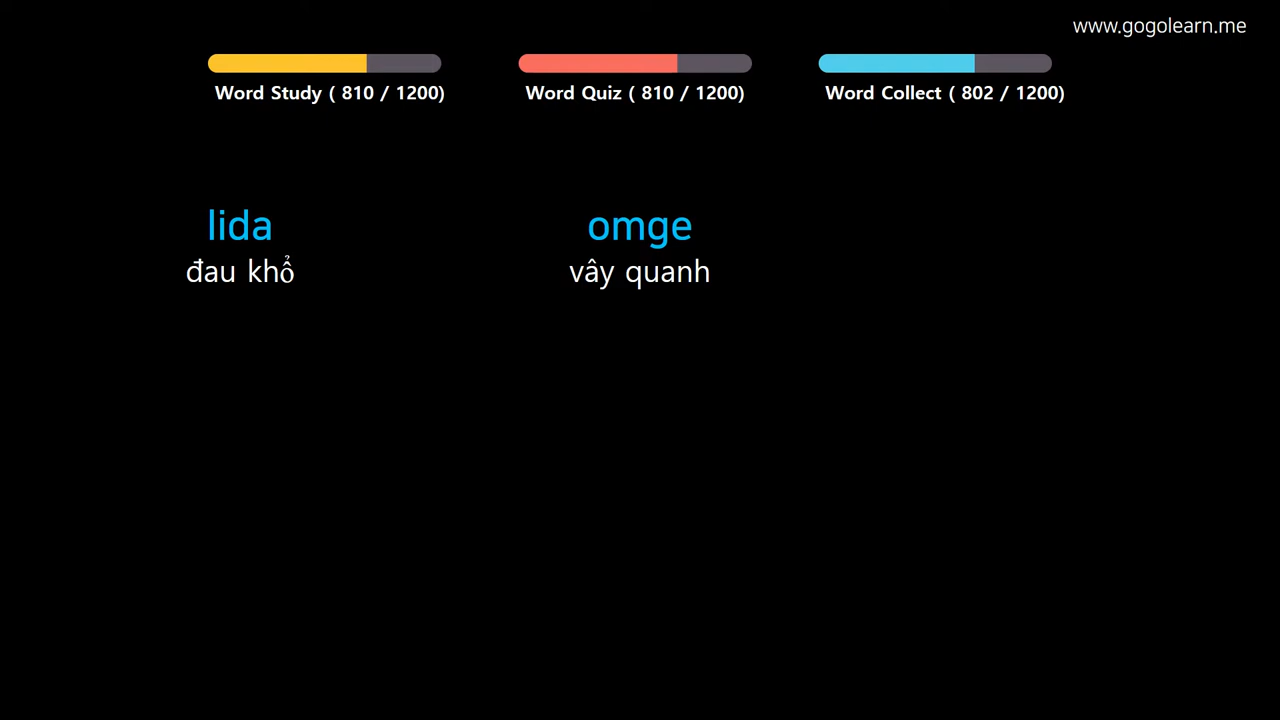 www.gogolearn.me
Word Study ( 810 / 1200)
Word Quiz ( 810 / 1200)
Word Collect ( 802 / 1200)
lida
đau khổ
omge
vây quanh